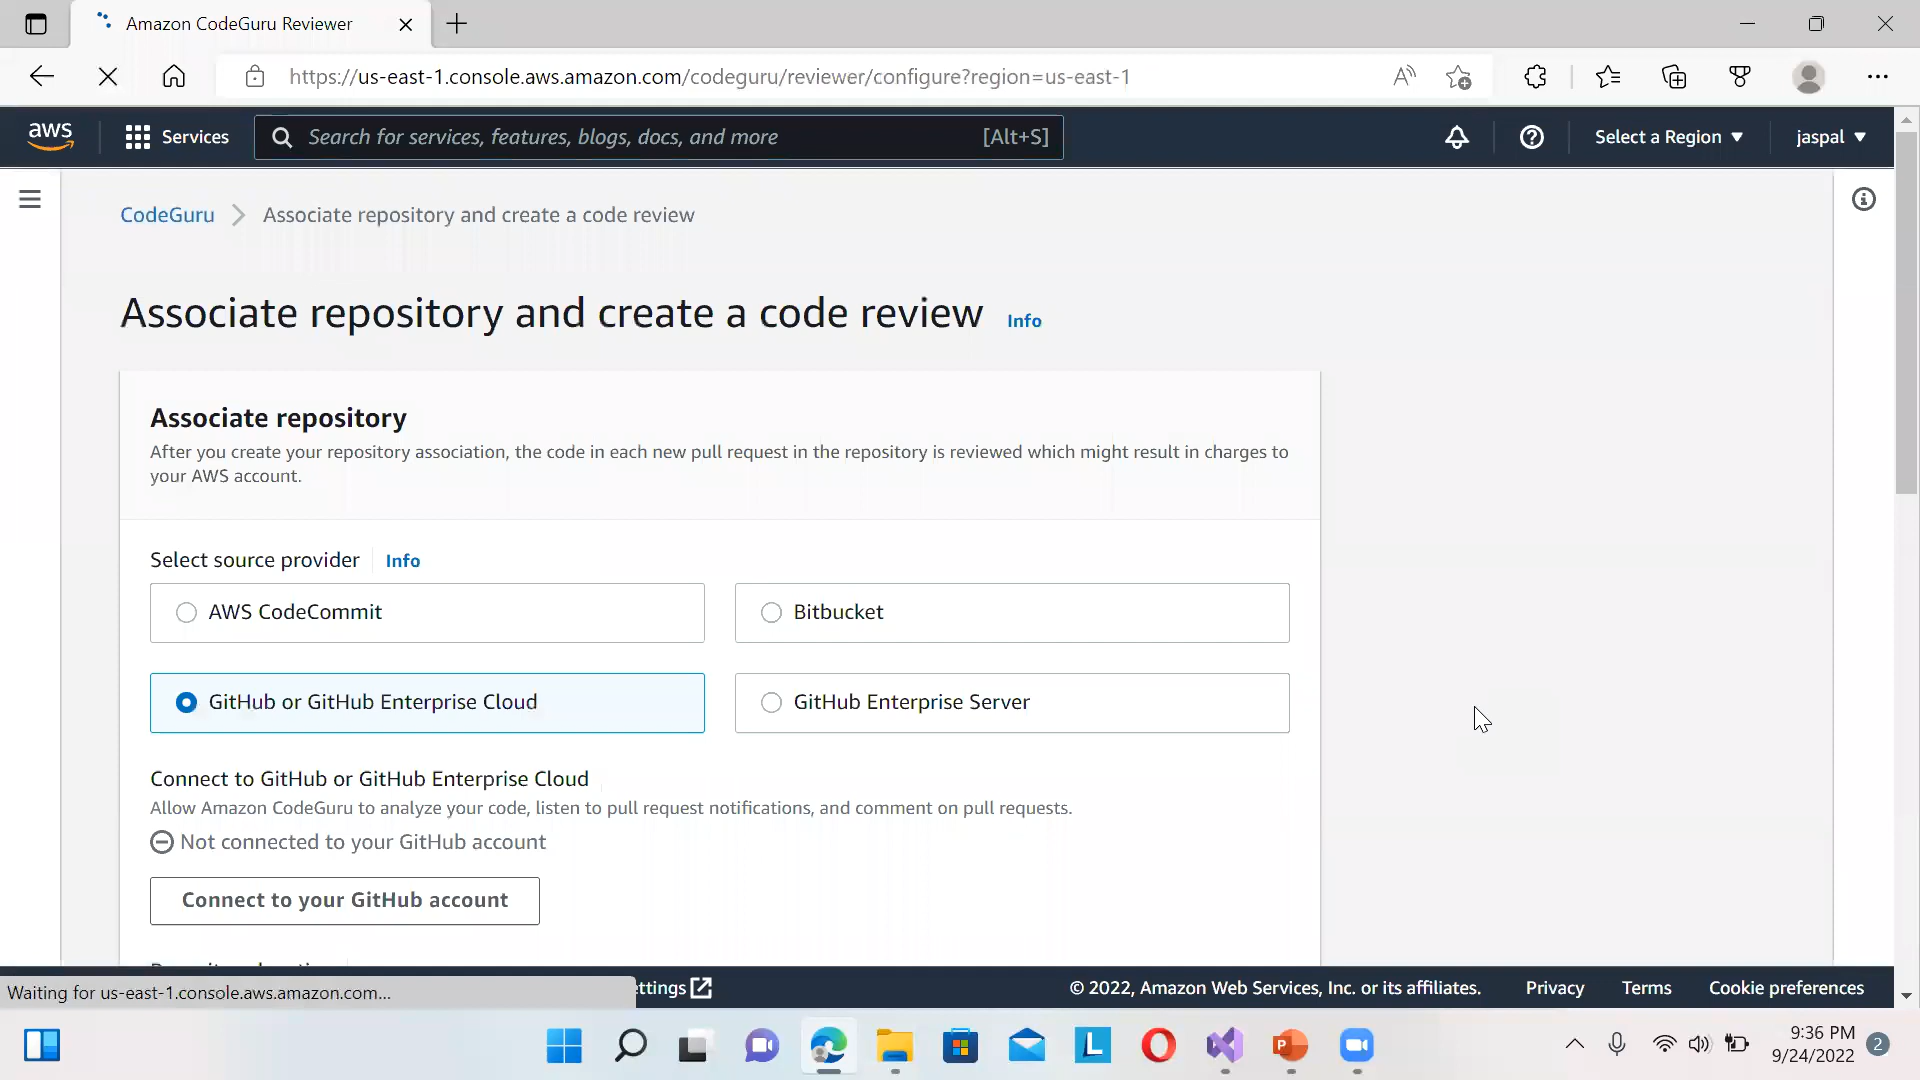 Amazon CodeGuru Reviewer
https://us-east-1.console.aws.amazon.com/codeguru/reviewer/configure?region=us-east-1
aws
Services
Search for services, features, blogs, docs, and more
[Alt+S]
Select a Region
jaspal
CodeGuru
Associate repository and create a code review
Associate repository and create a code review
Info
Associate repository
After you create your repository association, the code in each new pull request in the repository is reviewed which might result in charges to
your AWS account.
Select source provider
Info
AWS CodeCommit
Bitbucket
GitHub or GitHub Enterprise Cloud
GitHub Enterprise Server
Connect to GitHub or GitHub Enterprise Cloud
Allow Amazon CodeGuru to analyze your code, listen to pull request notifications, and comment on pull requests.
Not connected to your GitHub account
Connect to your GitHub account
Waiting for us-east-1.console.aws.amazon.com...
ettings
© 2022, Amazon Web Services, Inc. or its affiliates.
Privacy
Terms
Cookie preferences
9:36 PM
9/24/2022
2